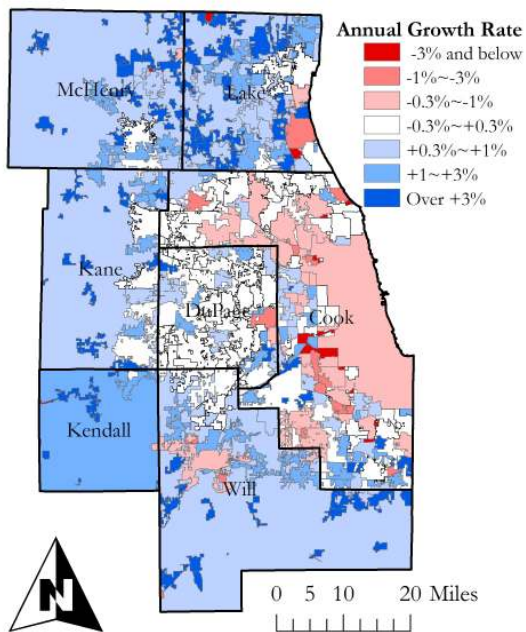 Annual Growth Rate
-3% and below
-1%~-3%
-0.3%~-1%
-0.3%~+0.3%
+0.3%~+1%
+1~+3%
Over +3%
McHenry
Lake
Kane
DuPage
Cook
Kendall
Will
N
0 5 10 20 Miles